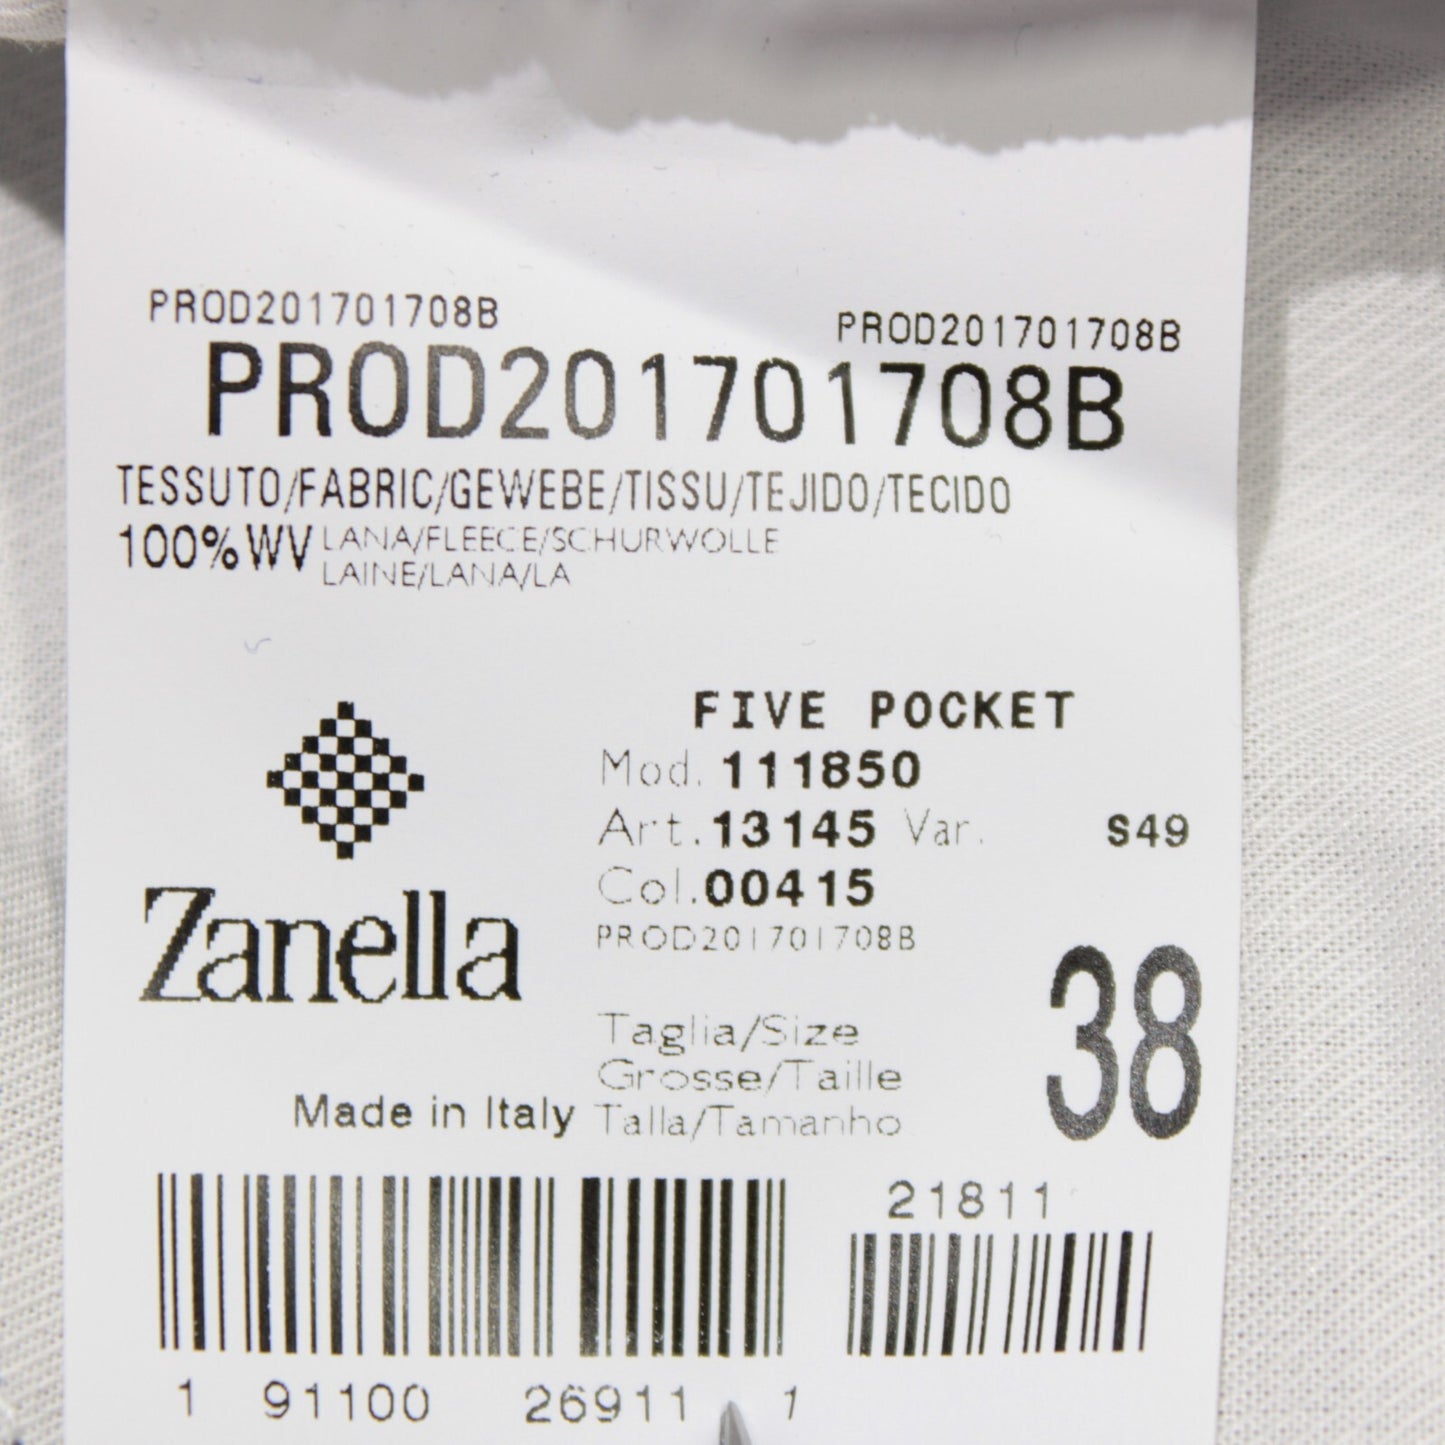 PROD201701708B
PROD201701708B
PROD201701708B
TESSUTO/FABRIC/GEWEBE/TISSU/TEJIDO/TECIDO
100%WV LANA/FLEECE/SCHURWOLLE
LAINE/LANA/LA
FIVE POCKET
Mod. 111850
Art. 13145 Var. S49
Col. 00415
PROD201701708B
Zanella
38
Taglia/Size
Grosse/Taille
Made in Italy Talla/Tamanho
21811
1 91100 26911 1